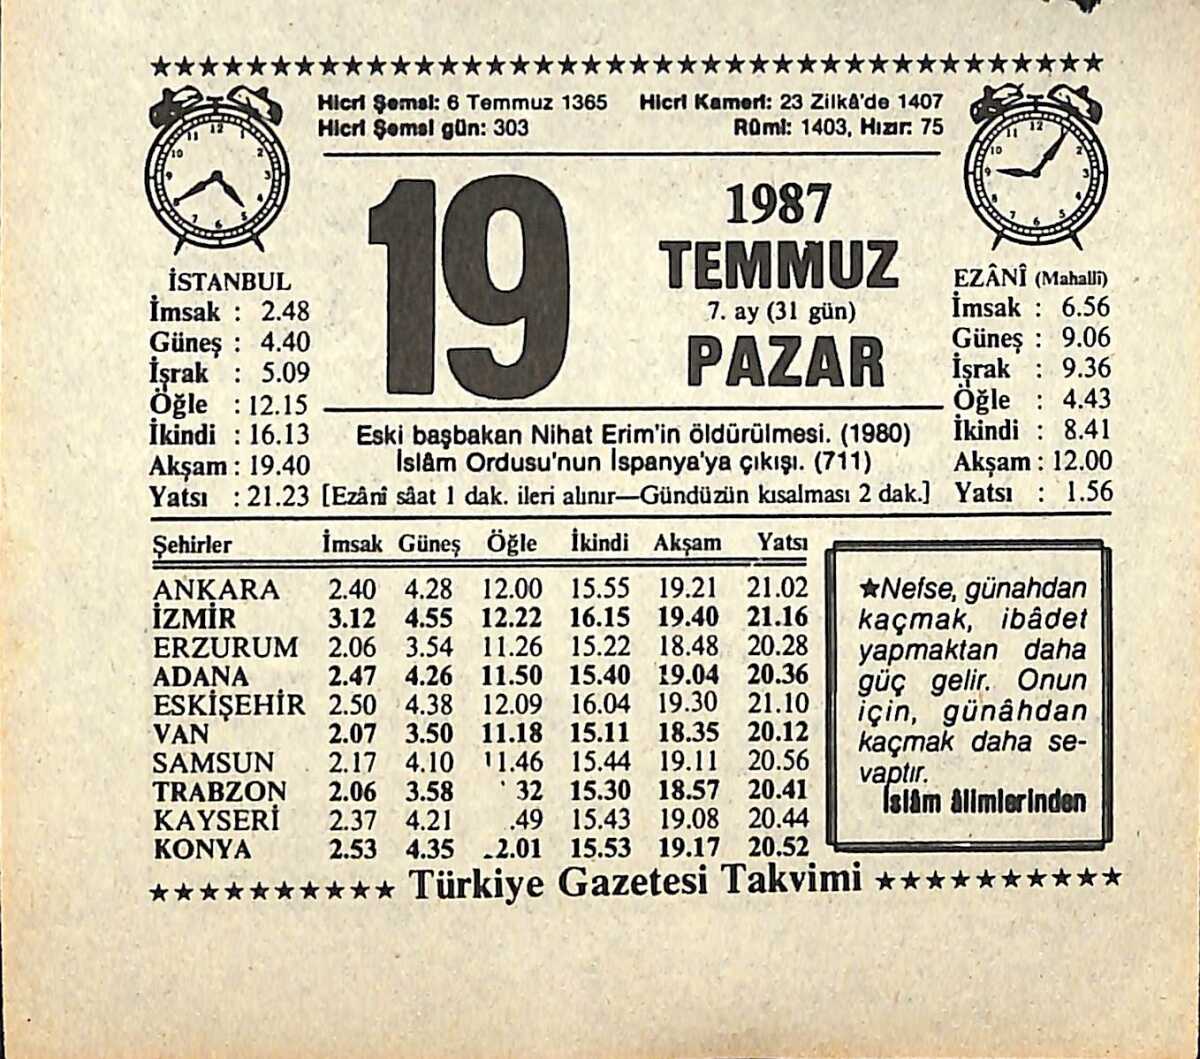 Hicrî Şemsî: 6 Temmuz 1365 Hicrî Kamerî: 23 Zilkâ'de 1407
Hicrî Şemsî gün: 303 Rûmî: 1403, Hızır: 75
19
1987
TEMMUZ
7. ay (31 gün)
PAZAR
İSTANBUL
İmsak : 2.48
Güneş : 4.40
İşrak : 5.09
Öğle : 12.15
İkindi : 16.13
Akşam : 19.40
Yatsı : 21.23
EZÂNÎ (Mahallî)
İmsak : 6.56
Güneş : 9.06
İşrak : 9.36
Öğle : 4.43
İkindi : 8.41
Akşam : 12.00
Yatsı : 1.56
Eski başbakan Nihat Erim'in öldürülmesi. (1980)
İslâm Ordusu'nun İspanya'ya çıkışı. (711)
[Ezânî sâat 1 dak. ileri alınır—Gündüzün kısalması 2 dak.]
Şehirler İmsak Güneş Öğle İkindi Akşam Yatsı
ANKARA 2.40 4.28 12.00 15.55 19.21 21.02
İZMİR 3.12 4.55 12.22 16.15 19.40 21.16
ERZURUM 2.06 3.54 11.26 15.22 18.48 20.28
ADANA 2.47 4.26 11.50 15.40 19.04 20.36
ESKİŞEHİR 2.50 4.38 12.09 16.04 19.30 21.10
VAN 2.07 3.50 11.18 15.11 18.35 20.12
SAMSUN 2.17 4.10 11.46 15.44 19.11 20.56
TRABZON 2.06 3.58 32 15.30 18.57 20.41
KAYSERİ 2.37 4.21 .49 15.43 19.08 20.44
KONYA 2.53 4.35 2.01 15.53 19.17 20.52
★Nefse, günahdan
kaçmak, ibâdet
yapmaktan daha
güç gelir. Onun
için, günâhdan
kaçmak daha se-
vaptır.
İslâm âlimlerinden
Türkiye Gazetesi Takvimi